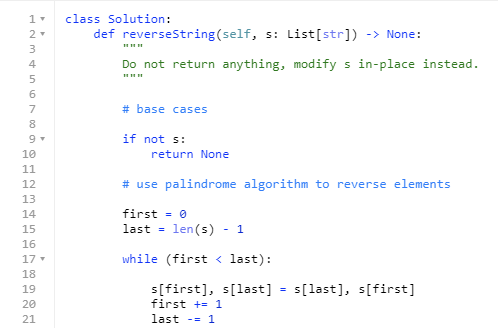 1 class Solution:
2 def reverseString(self, s: List[str]) -> None:
3 """
4 Do not return anything, modify s in-place instead.
5 """
6
7 # base cases
8
9 if not s:
10 return None
11
12 # use palindrome algorithm to reverse elements
13
14 first = 0
15 last = len(s) - 1
16
17 while (first < last):
18
19 s[first], s[last] = s[last], s[first]
20 first += 1
21 last -= 1